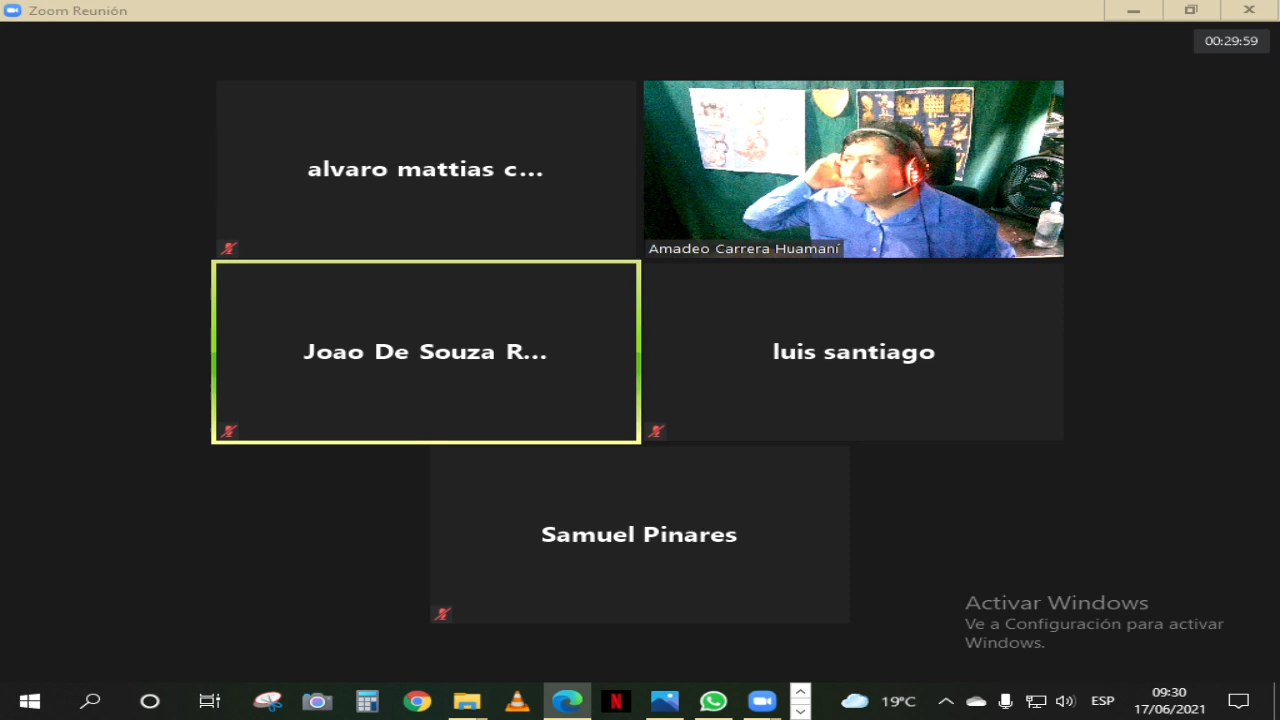 Zoom Reunión
00:29:59
alvaro mattias c...
Amadeo Carrera Huamaní
Joao De Souza R...
luis santiago
Samuel Pinares
Activar Windows
Ve a Configuración para activar
Windows.
N
19°C
ESP
09:30
17/06/2021